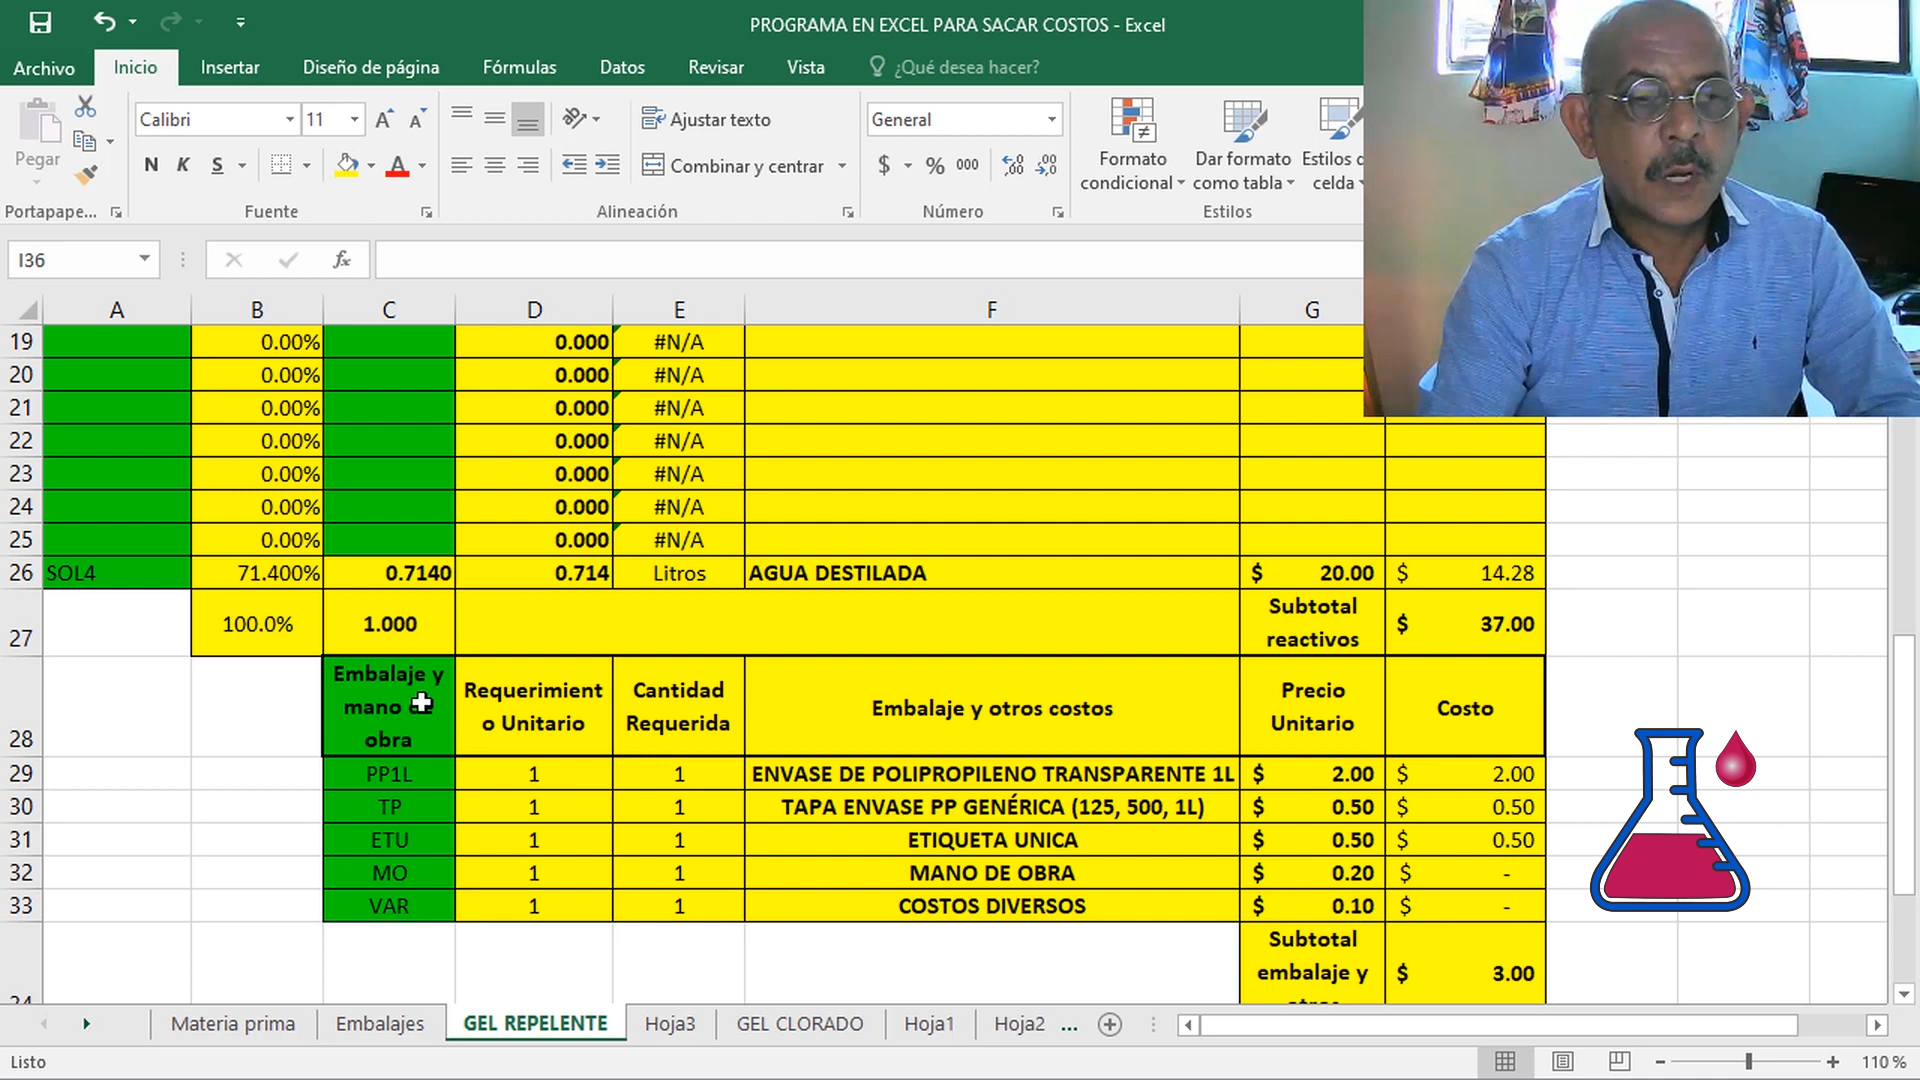 PROGRAMA EN EXCEL PARA SACAR COSTOS - Excel
Archivo Inicio Insertar Diseño de página Fórmulas Datos Revisar Vista ¿Qué desea hacer?
Pegar
Calibri 11
N K S
Ajustar texto
Combinar y centrar
General
$ % 000
Formato condicional
Dar formato como tabla
Estilos de celda
Portapape... Fuente Alineación Número Estilos
I36 fx
A B C D E F G
19 0.00% 0.000 #N/A
20 0.00% 0.000 #N/A
21 0.00% 0.000 #N/A
22 0.00% 0.000 #N/A
23 0.00% 0.000 #N/A
24 0.00% 0.000 #N/A
25 0.00% 0.000 #N/A
26 SOL4 71.400% 0.7140 0.714 Litros AGUA DESTILADA $ 20.00 $ 14.28
27 100.0% 1.000 Subtotal reactivos $ 37.00
28 Embalaje y mano de obra Requerimiento Unitario Cantidad Requerida Embalaje y otros costos Precio Unitario Costo
29 PP1L 1 1 ENVASE DE POLIPROPILENO TRANSPARENTE 1L $ 2.00 $ 2.00
30 TP 1 1 TAPA ENVASE PP GENÉRICA (125, 500, 1L) $ 0.50 $ 0.50
31 ETU 1 1 ETIQUETA UNICA $ 0.50 $ 0.50
32 MO 1 1 MANO DE OBRA $ 0.20 $ -
33 VAR 1 1 COSTOS DIVERSOS $ 0.10 $ -
34 Subtotal embalaje y otros $ 3.00
Materia prima Embalajes GEL REPELENTE Hoja3 GEL CLORADO Hoja1 Hoja2 ...
Listo 110 %